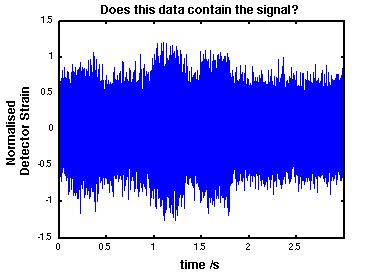 Does this data contain the signal?
Normalised
Detector Strain
1.5
1
0.5
0
-0.5
-1
-1.5
0 0.5 1 1.5 2 2.5
time /s